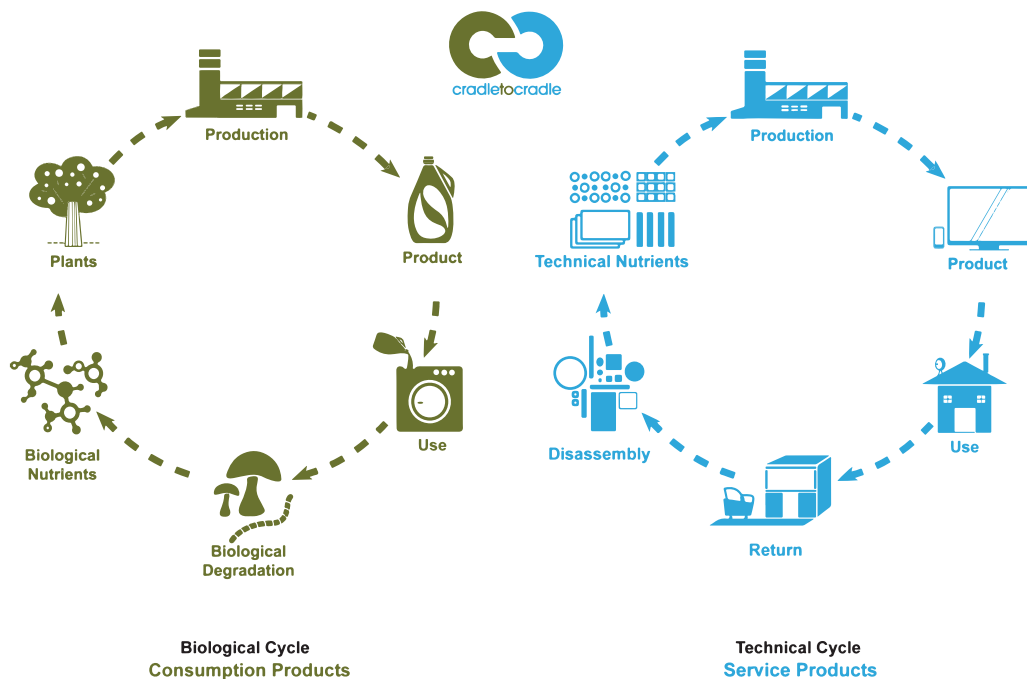 cradletocradle
Production
Plants
Product
Use
Biological
Nutrients
Biological
Degradation
Production
Technical Nutrients
Product
Use
Disassembly
Return
Biological Cycle
Consumption Products
Technical Cycle
Service Products